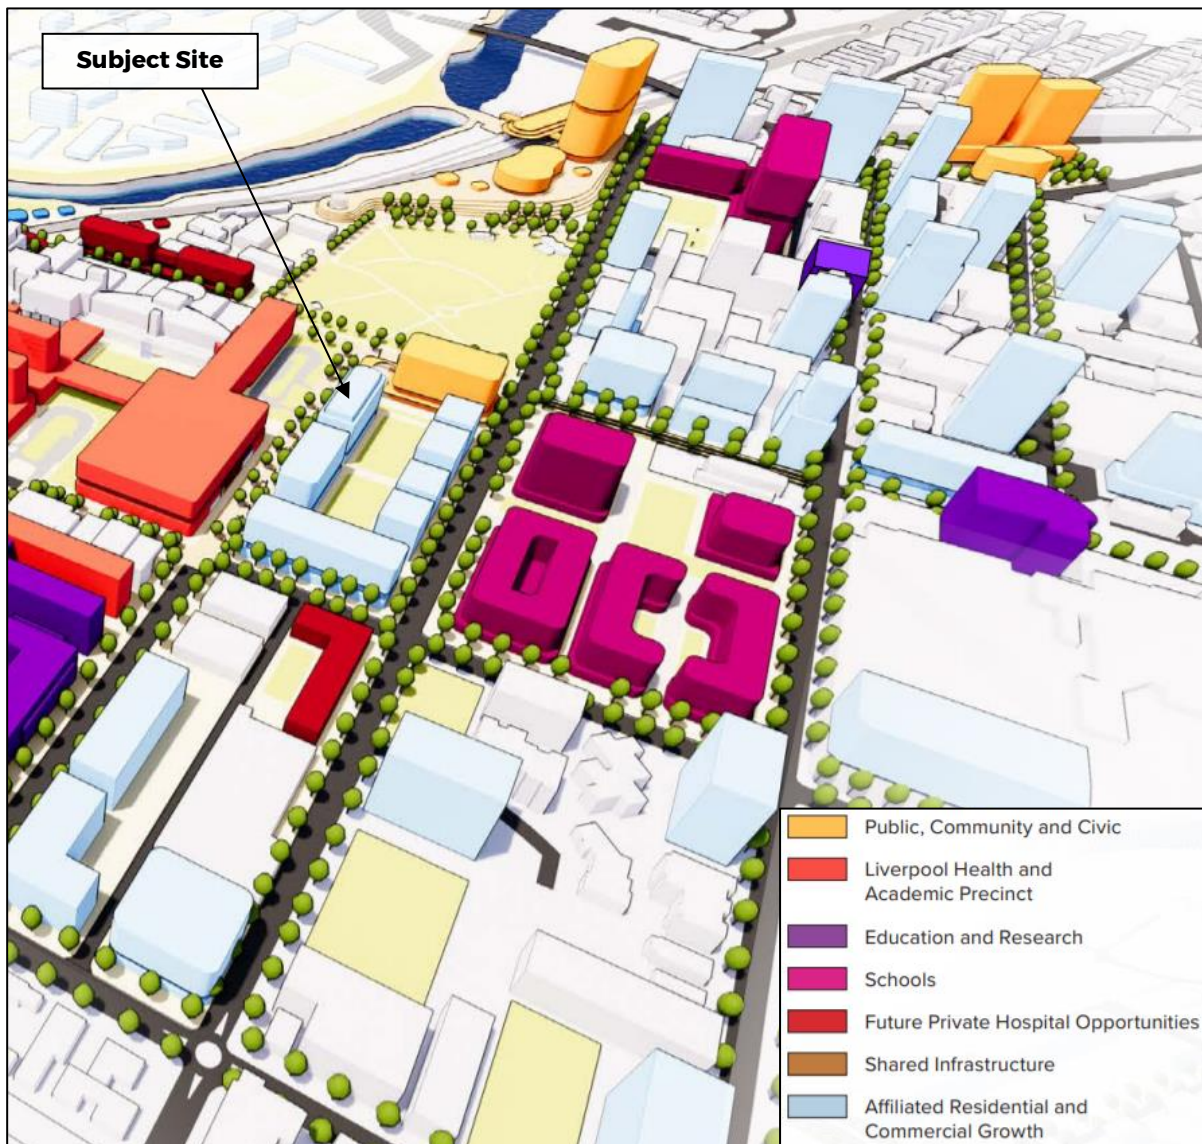 Subject Site
Public, Community and Civic
Liverpool Health and
Academic Precinct
Education and Research
Schools
Future Private Hospital Opportunities
Shared Infrastructure
Affiliated Residential and
Commercial Growth